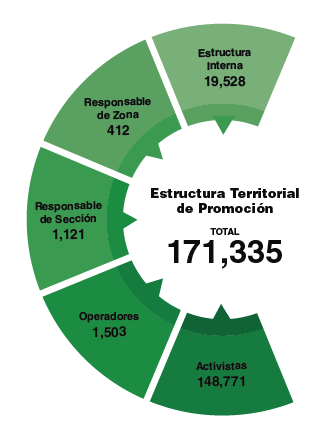 Estructura
Interna
19,528
Responsable
de Zona
412
Responsable
de Sección
1,121
Operadores
1,503
Activistas
148,771
Estructura Territorial
de Promoción
TOTAL
171,335